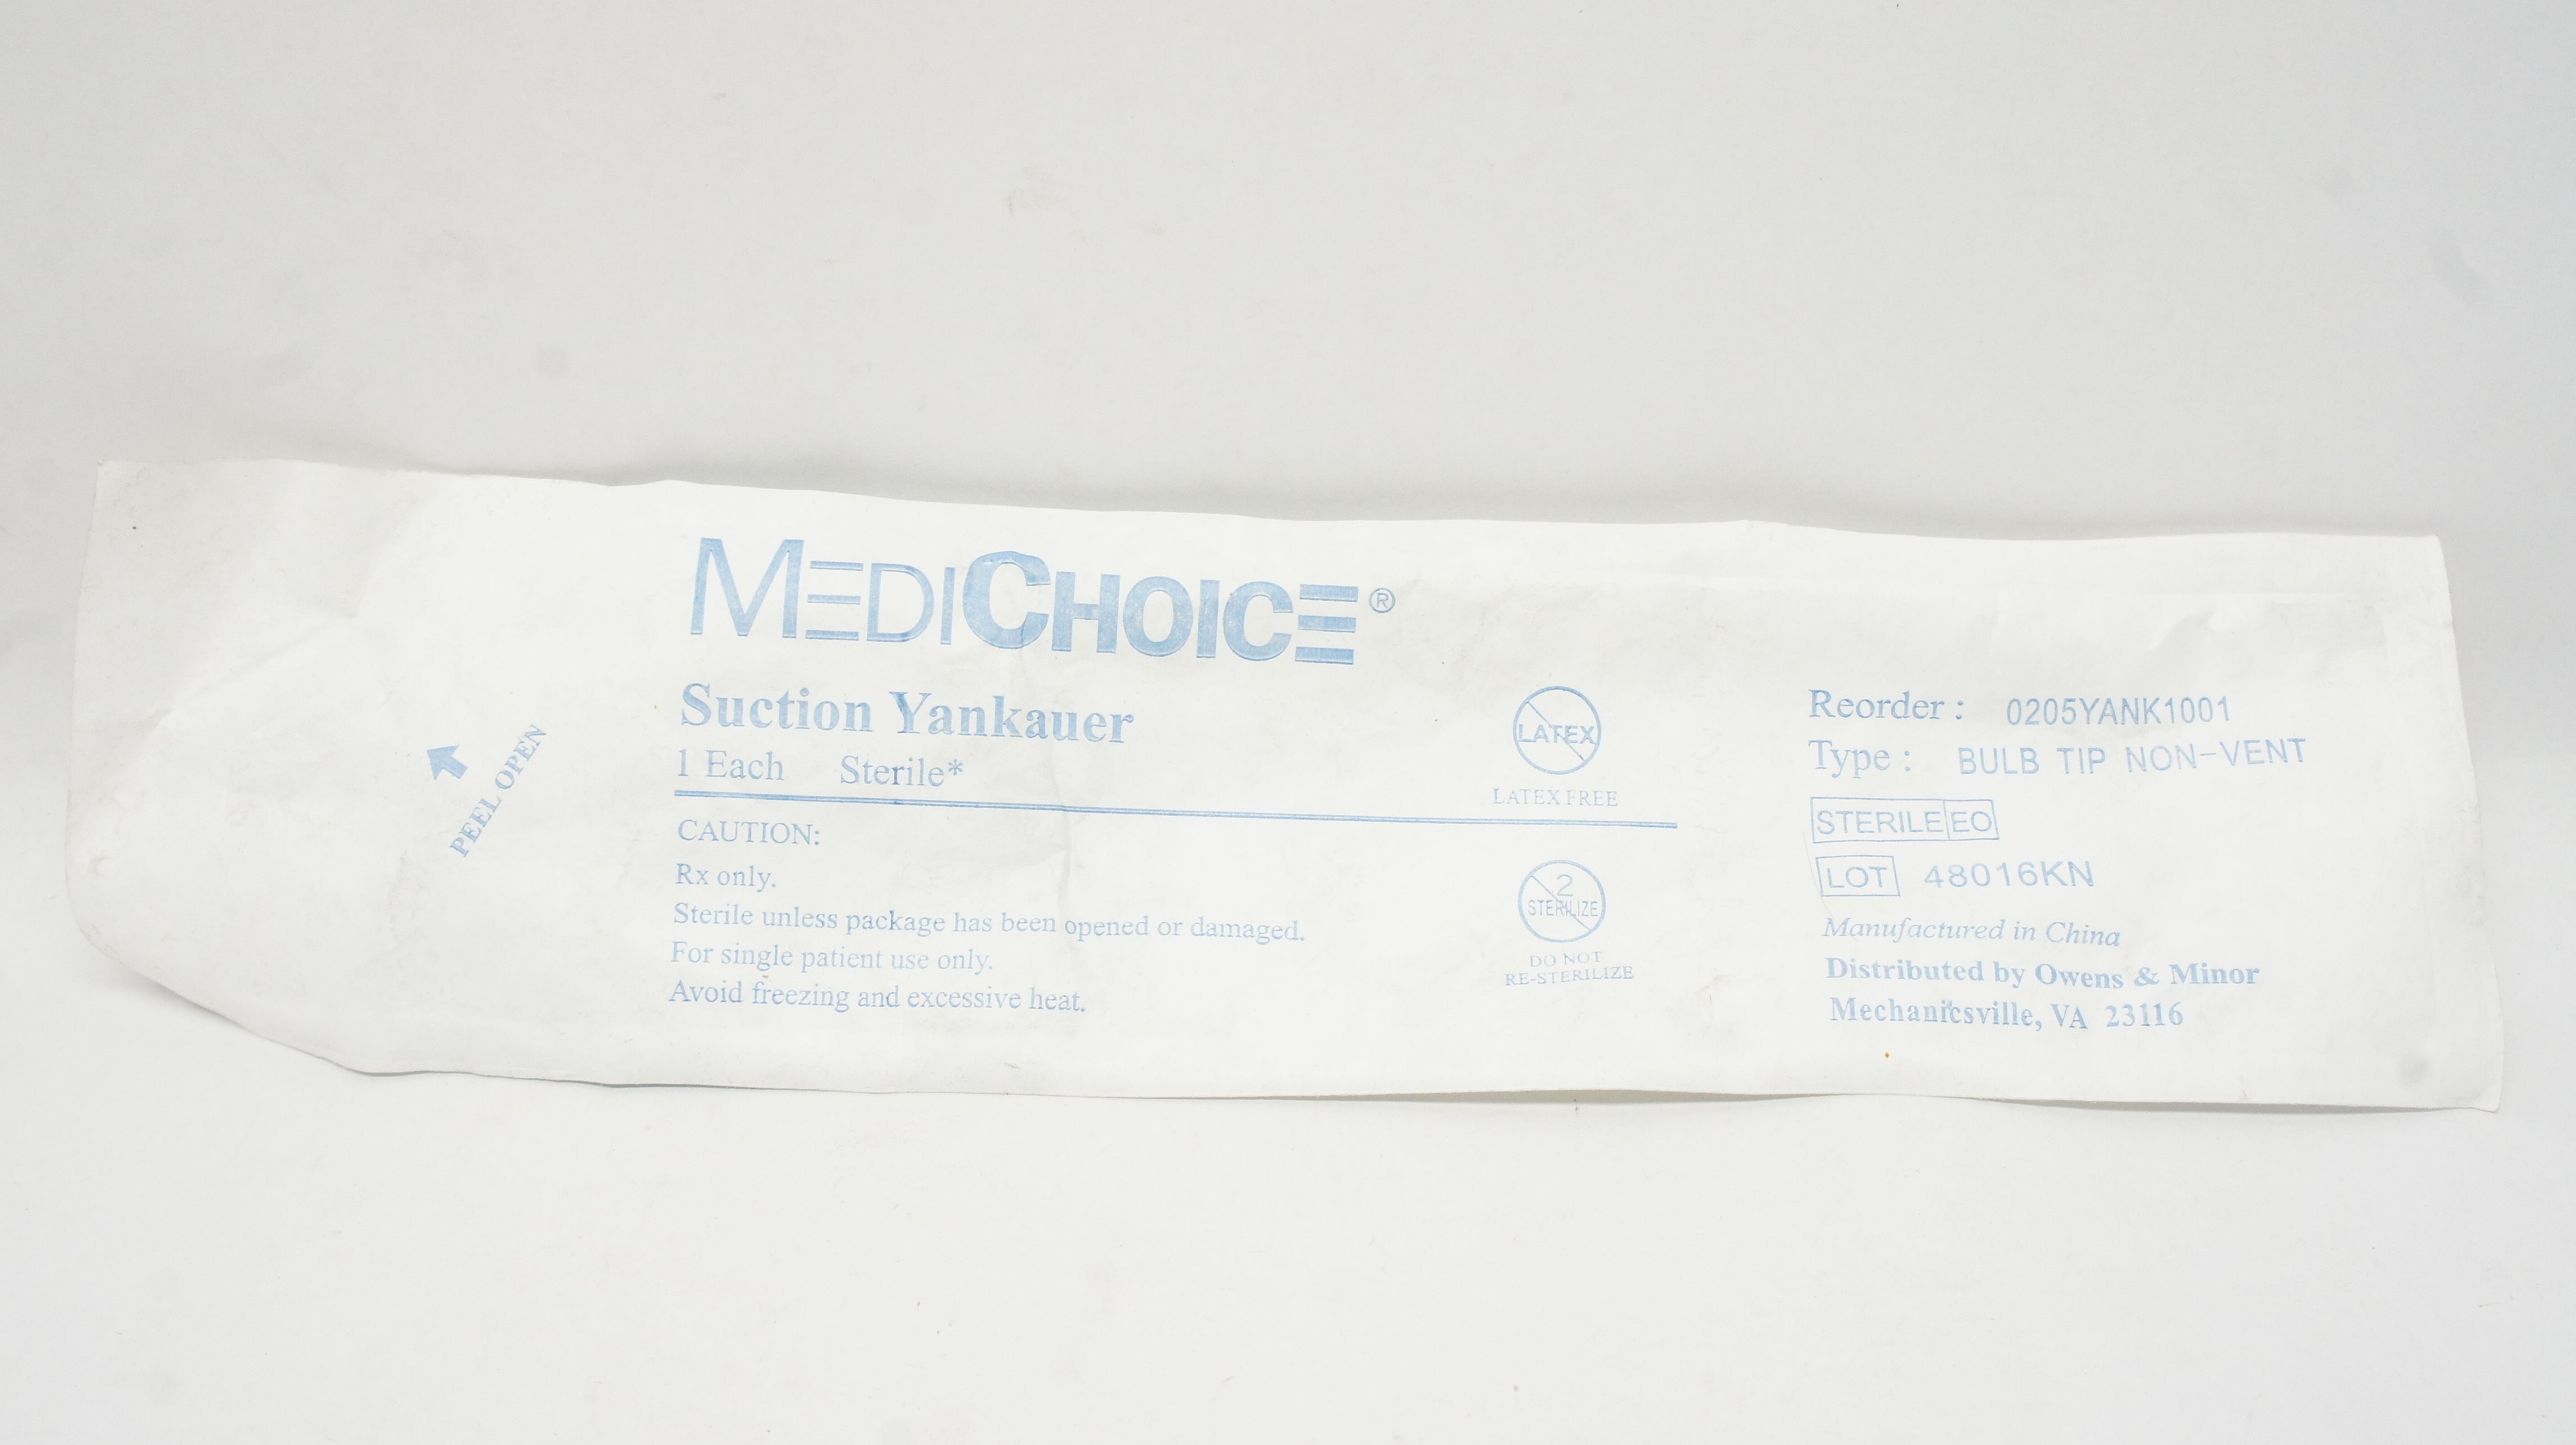 MEDICHOICE®
Suction Yankauer
1 Each Sterile*
PEEL OPEN
CAUTION:
Rx only.
Sterile unless package has been opened or damaged.
For single patient use only.
Avoid freezing and excessive heat.
LATEX
LATEX FREE
2
STERILIZE
DO NOT
RE-STERILIZE
Reorder : 0205YANK1001
Type : BULB TIP NON-VENT
STERILE EO
LOT 48016KN
Manufactured in China
Distributed by Owens & Minor
Mechanicsville, VA 23116